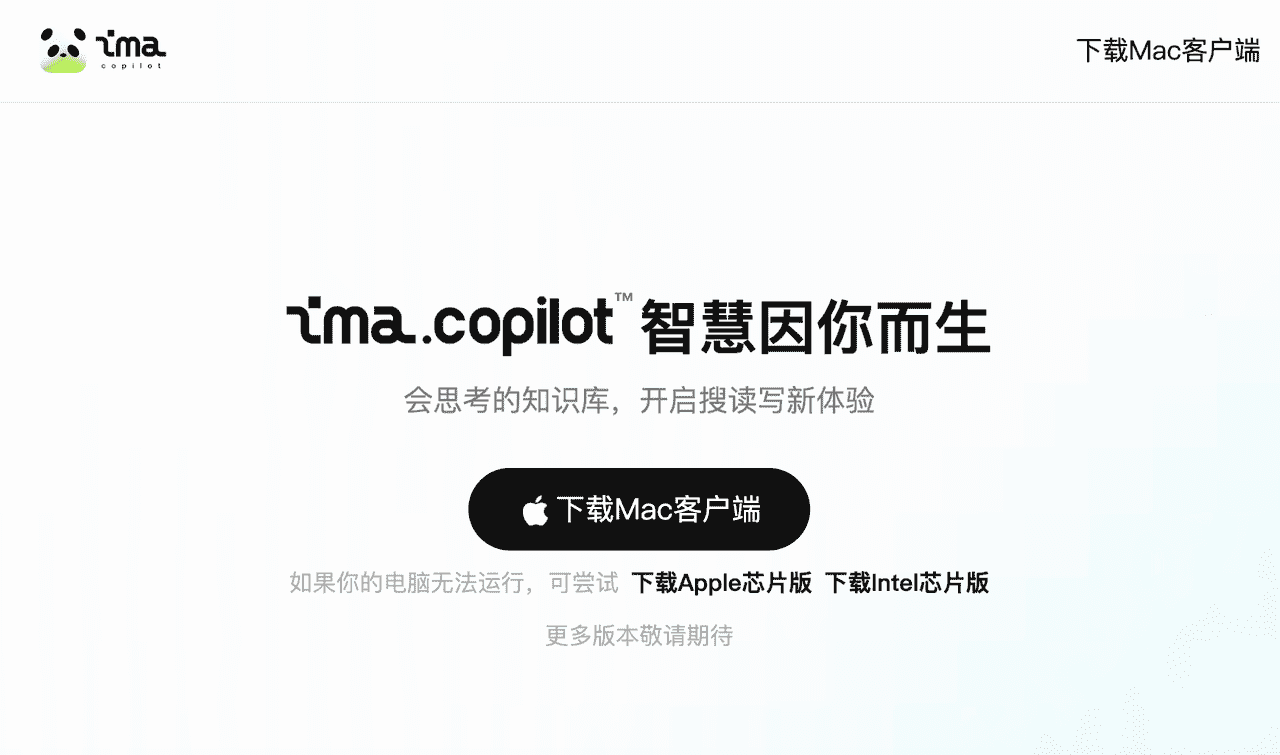 ima
copilot
下载Mac客户端
ima.copilot™ 智慧因你而生
会思考的知识库，开启搜读写新体验
下载Mac客户端
如果你的电脑无法运行，可尝试 下载Apple芯片版 下载Intel芯片版
更多版本敬请期待